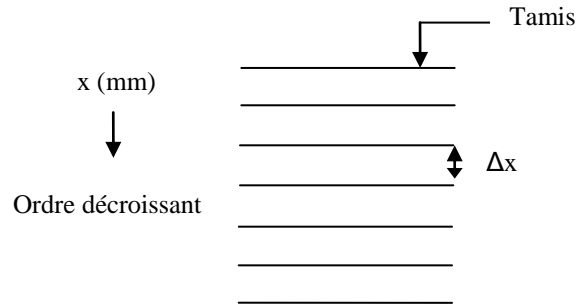 Tamis
x (mm)
Δx
Ordre décroissant